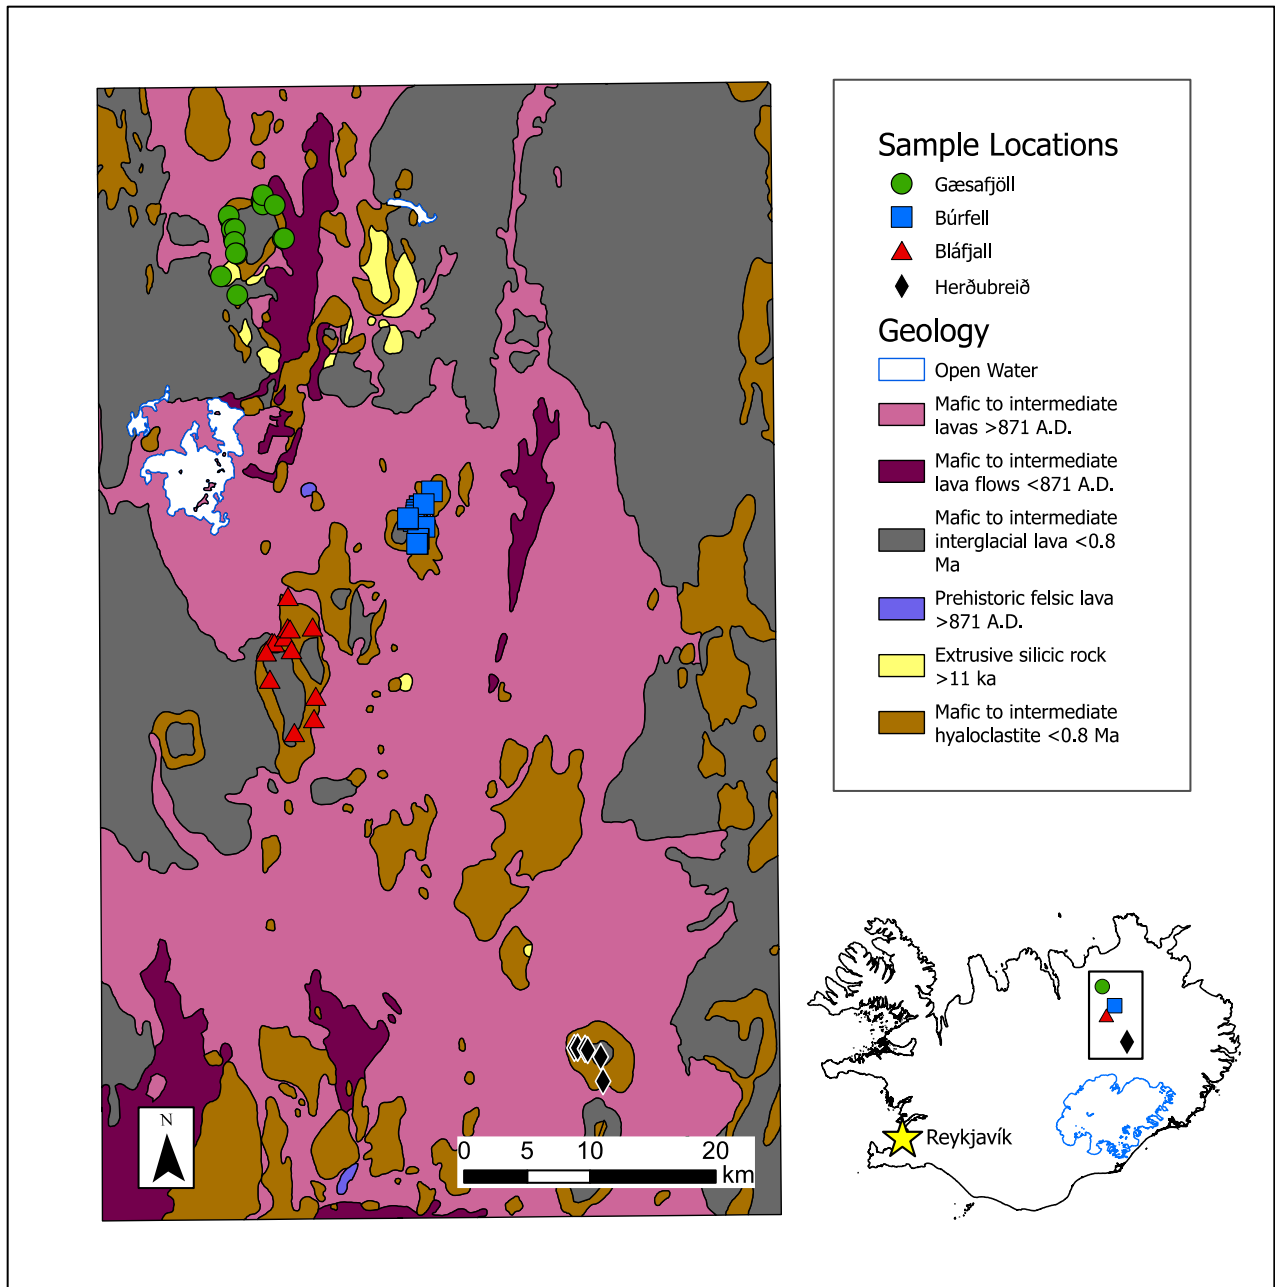 Sample Locations
Gæsafjöll
Búrfell
Bláfjall
Herðubreið
Geology
Open Water
Mafic to intermediate
lavas >871 A.D.
Mafic to intermediate
lava flows <871 A.D.
Mafic to intermediate
interglacial lava <0.8
Ma
Prehistoric felsic lava
>871 A.D.
Extrusive silicic rock
>11 ka
Mafic to intermediate
hyaloclastite <0.8 Ma
N
0 5 10 20
km
Reykjavík